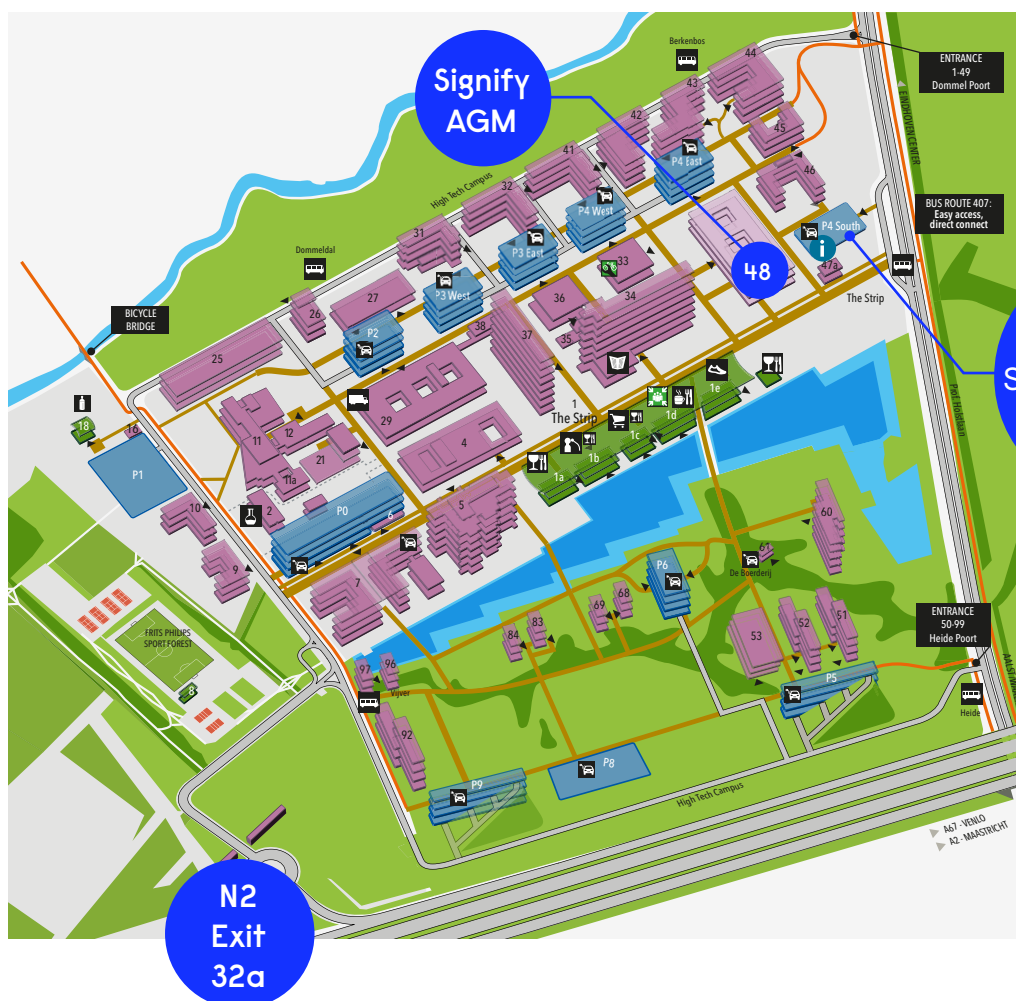 Signify
AGM
Berkenbos
44
ENTRANCE
1-49
Dommel Poort
43
42
45
EINDHOVEN CENTER
41
P4 East
46
High Tech Campus
32
P4 West
BUS ROUTE 407:
Easy access,
direct connect
31
P3 East
P4 South
i
Dommeldal
33
48
47a
27
P3 West
36
34
The Strip
26
BICYCLE
BRIDGE
P2
38
37
35
25
1
The Strip
1e
1d
S
Prof. Holstlaan
29
1c
18
16
12
11
4
1b
1a
P1
21
11a
10
2
P0
6
5
60
9
7
P6
61
De Boerderij
FRITS PHILIPS
SPORT FOREST
69
68
83
84
53
52
51
ENTRANCE
50-99
Heide Poort
97
96
Vijver
8
P5
Heide
92
P8
P9
High Tech Campus
A67 - VENLO
A2 - MAASTRICHT
N2
Exit
32a